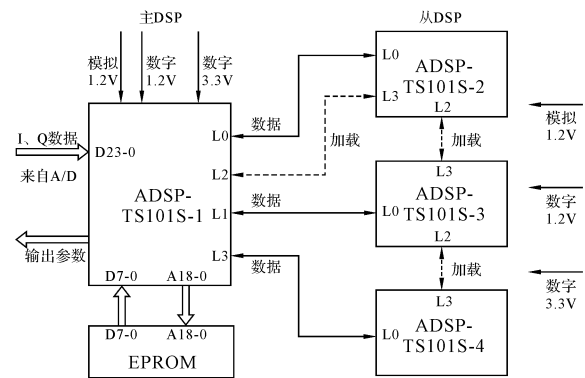 主DSP
从DSP
模拟
1.2V
数字
1.2V
数字
3.3V
I、Q数据
来自A/D
输出参数
D23-0
L0
L2
L1
L3
ADSP-
TS101S-1
D7-0
A18-0
D7-0
A18-0
EPROM
数据
加载
数据
数据
L0
L3
ADSP-
TS101S-2
L2
加载
L3
L0
ADSP-
TS101S-3
L2
加载
L3
L0
ADSP-
TS101S-4
模拟
1.2V
数字
1.2V
数字
3.3V